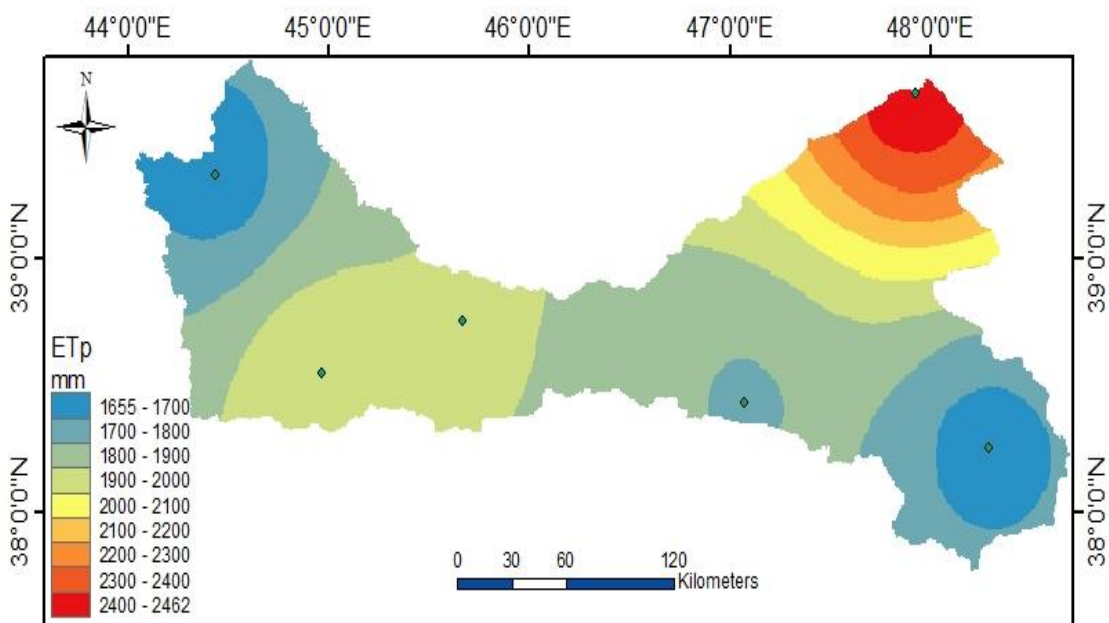 44°0'0"E 45°0'0"E 46°0'0"E 47°0'0"E 48°0'0"E
N
39°0'0"N 39°0'0"N
ETp
mm
1655 - 1700
1700 - 1800
1800 - 1900
1900 - 2000
2000 - 2100
2100 - 2200
2200 - 2300
2300 - 2400
2400 - 2462
38°0'0"N 38°0'0"N
0 30 60 120
Kilometers